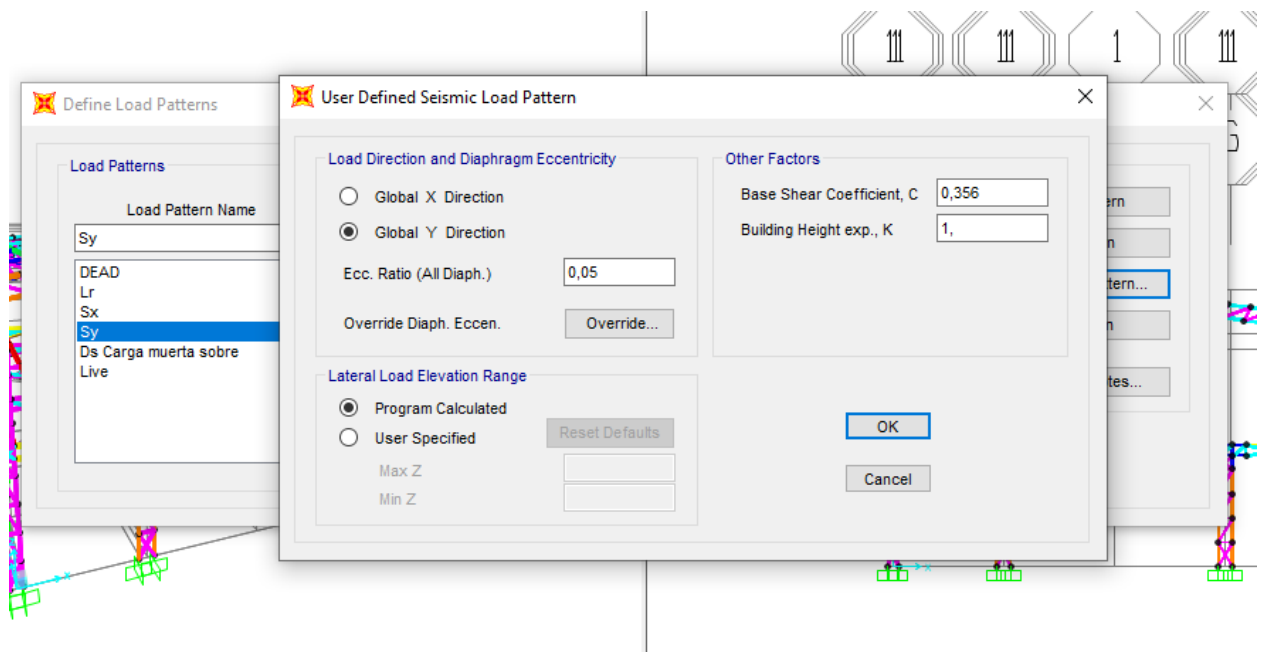 111 111 1 111
Define Load Patterns
User Defined Seismic Load Pattern
Load Patterns
Load Pattern Name
Sy
DEAD
Lr
Sx
Sy
Ds Carga muerta sobre
Live
Load Direction and Diaphragm Eccentricity
Global X Direction
Global Y Direction
Ecc. Ratio (All Diaph.) 0,05
Override Diaph. Eccen. Override...
Lateral Load Elevation Range
Program Calculated
User Specified Reset Defaults
Max Z
Min Z
Other Factors
Base Shear Coefficient, C 0,356
Building Height exp., K 1,
OK
Cancel
ern
n
tern...
n
tes...
x
x